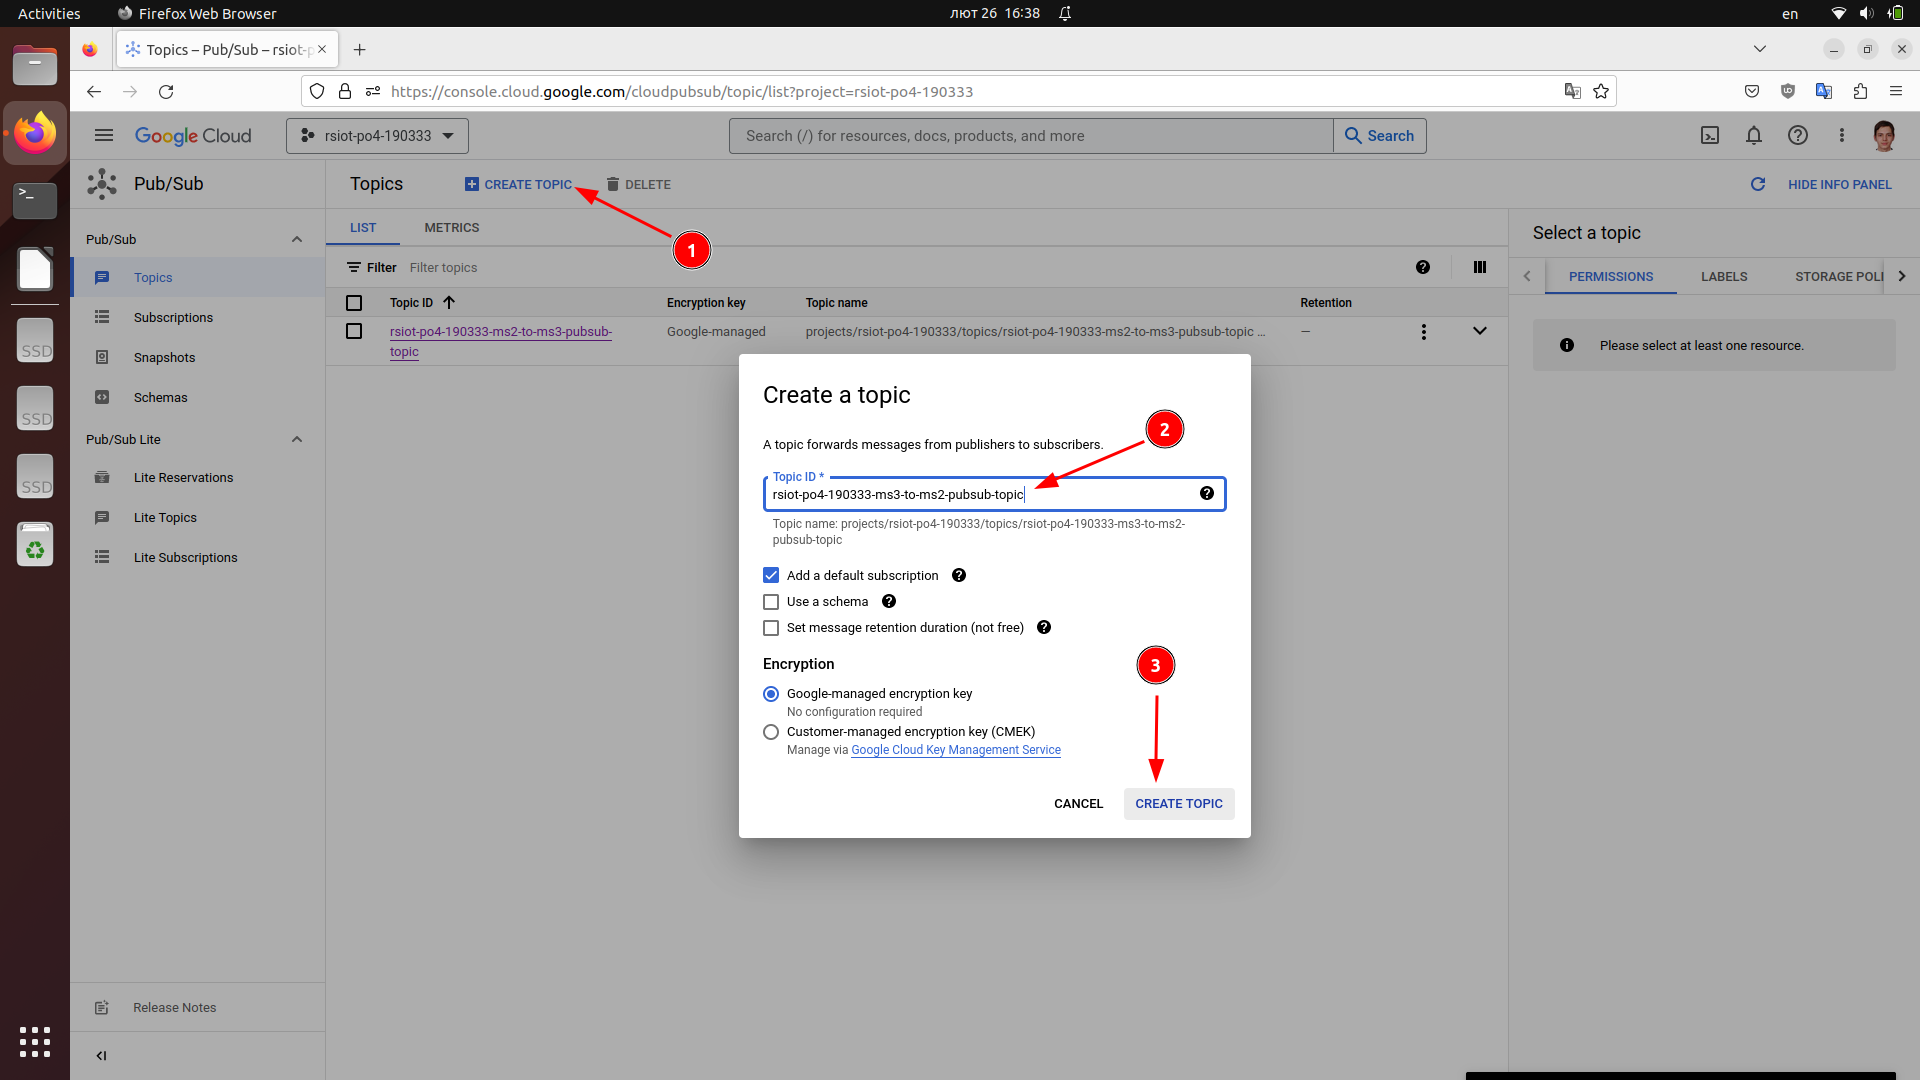 Activities
Firefox Web Browser
лют 26 16:38
en
Topics – Pub/Sub – rsiot-p
https://console.cloud.google.com/cloudpubsub/topic/list?project=rsiot-po4-190333
Google Cloud
rsiot-po4-190333
Search (/) for resources, docs, products, and more
Search
Pub/Sub
Topics
CREATE TOPIC
DELETE
HIDE INFO PANEL
1
Pub/Sub
Topics
Subscriptions
Snapshots
Schemas
Pub/Sub Lite
Lite Reservations
Lite Topics
Lite Subscriptions
Release Notes
SSD
SSD
SSD
LIST
METRICS
Filter
Filter topics
Topic ID
Encryption key
Topic name
Retention
rsiot-po4-190333-ms2-to-ms3-pubsub-
topic
Google-managed
projects/rsiot-po4-190333/topics/rsiot-po4-190333-ms2-to-ms3-pubsub-topic ...
—
Select a topic
PERMISSIONS
LABELS
STORAGE POLI
Please select at least one resource.
Create a topic
A topic forwards messages from publishers to subscribers.
2
Topic ID *
rsiot-po4-190333-ms3-to-ms2-pubsub-topic
Topic name: projects/rsiot-po4-190333/topics/rsiot-po4-190333-ms3-to-ms2-
pubsub-topic
Add a default subscription
Use a schema
Set message retention duration (not free)
Encryption
3
Google-managed encryption key
No configuration required
Customer-managed encryption key (CMEK)
Manage via Google Cloud Key Management Service
CANCEL
CREATE TOPIC